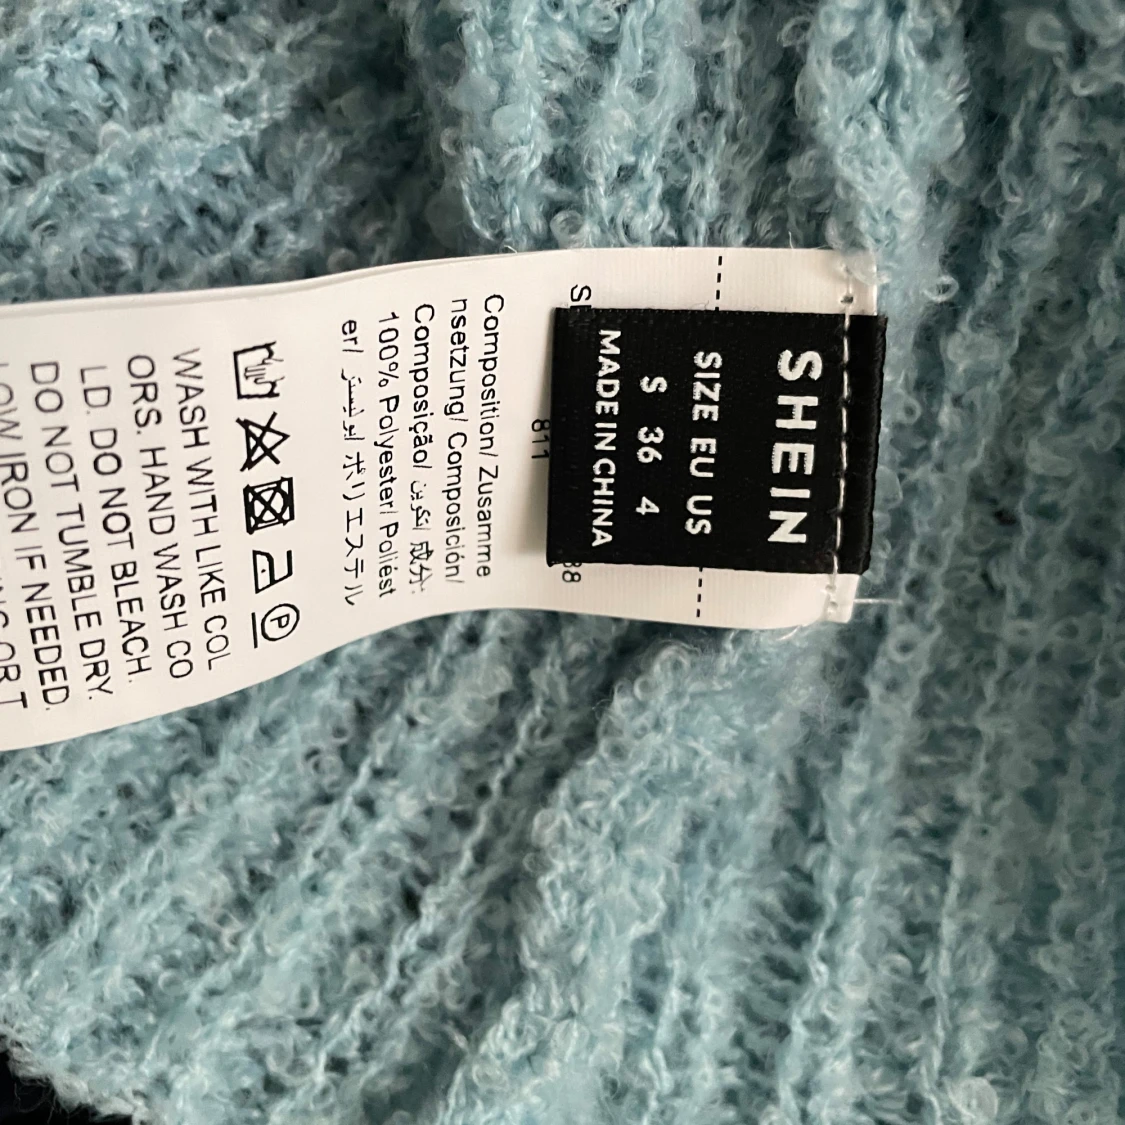 SHEIN
SIZE EU US
S 36 4
MADE IN CHINA
811
88
Composition/ Zusamme
nsetzung/ Composición/
Composição/ تكوين/ 成分:
100% Polyester/ Poliést
er/ بوليستر/ ポリエステル
P
WASH WITH LIKE COL
ORS. HAND WASH CO
LD. DO NOT BLEACH.
DO NOT TUMBLE DRY.
LOW IRON IF NEEDED.